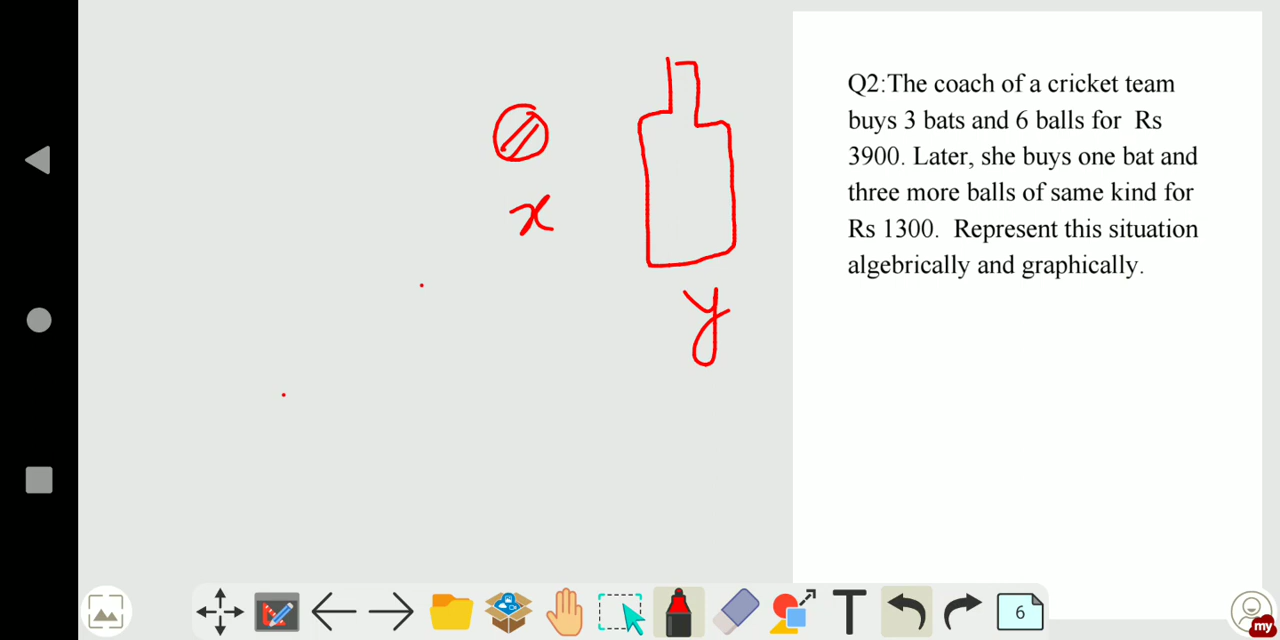 x
y
Q2:The coach of a cricket team
buys 3 bats and 6 balls for Rs
3900. Later, she buys one bat and
three more balls of same kind for
Rs 1300. Represent this situation
algebrically and graphically.
T
6
my